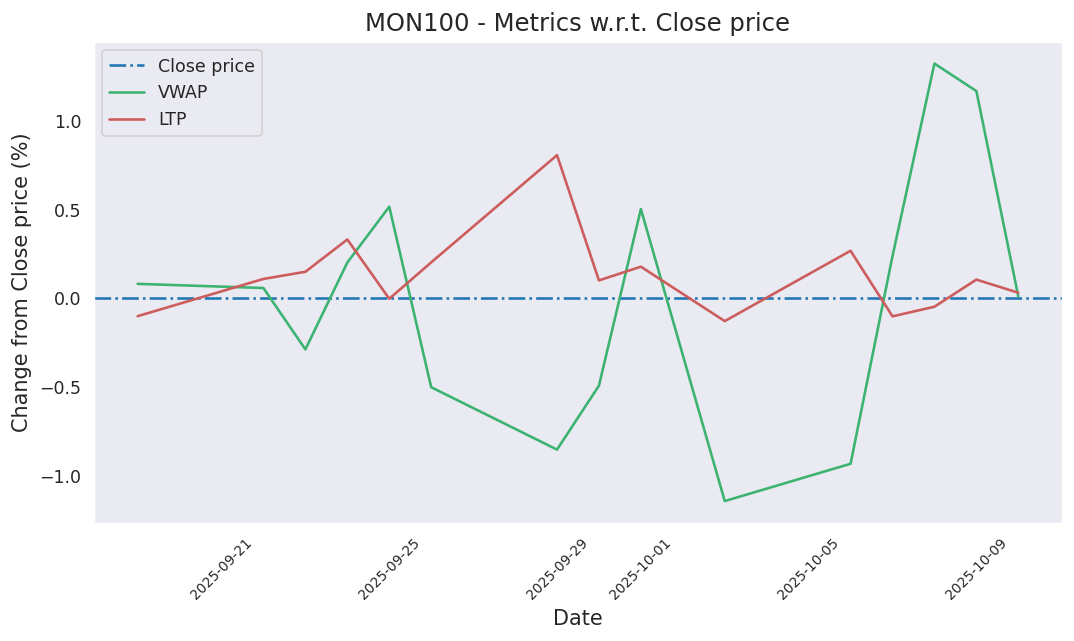 MON100 - Metrics w.r.t. Close price
Close price
VWAP
LTP
Change from Close price (%)
1.0
0.5
0.0
−0.5
−1.0
2025-09-21
2025-09-25
2025-09-29
2025-10-01
2025-10-05
2025-10-09
Date